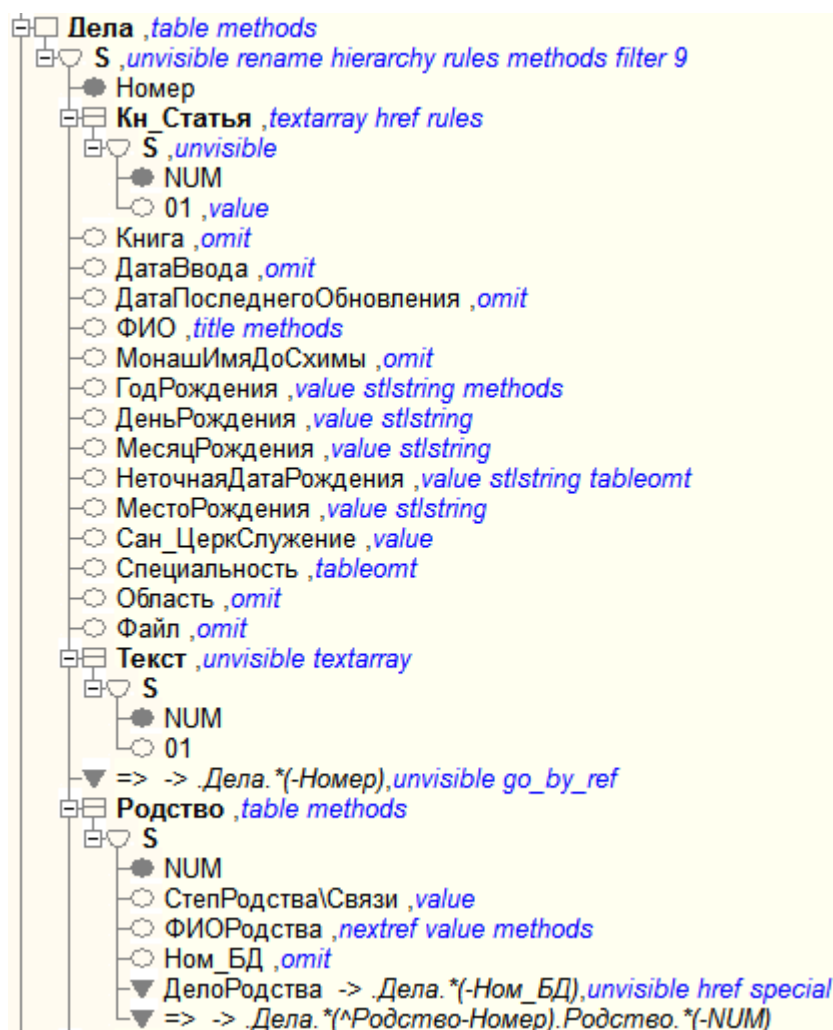 Дела ,table methods
S ,unvisible rename hierarchy rules methods filter 9
Номер
Кн_Статья ,textarray href rules
S ,unvisible
NUM
01 ,value
Книга ,omit
ДатаВвода ,omit
ДатаПоследнегоОбновления ,omit
ФИО ,title methods
МонашИмяДоСхимы ,omit
ГодРождения ,value stlstring methods
ДеньРождения ,value stlstring
МесяцРождения ,value stlstring
НеточнаяДатаРождения ,value stlstring tableomt
МестоРождения ,value stlstring
Сан_ЦеркСлужение ,value
Специальность ,tableomt
Область ,omit
Файл ,omit
Текст ,unvisible textarray
S
NUM
01
=> -> .Дела.*(-Номер),unvisible go_by_ref
Родство ,table methods
S
NUM
СтепРодства\Связи ,value
ФИОРодства ,nextref value methods
Ном_БД ,omit
ДелоРодства -> .Дела.*(-Ном_БД),unvisible href special
=> -> .Дела.*(^Родство-Номер).Родство.*(-NUM)